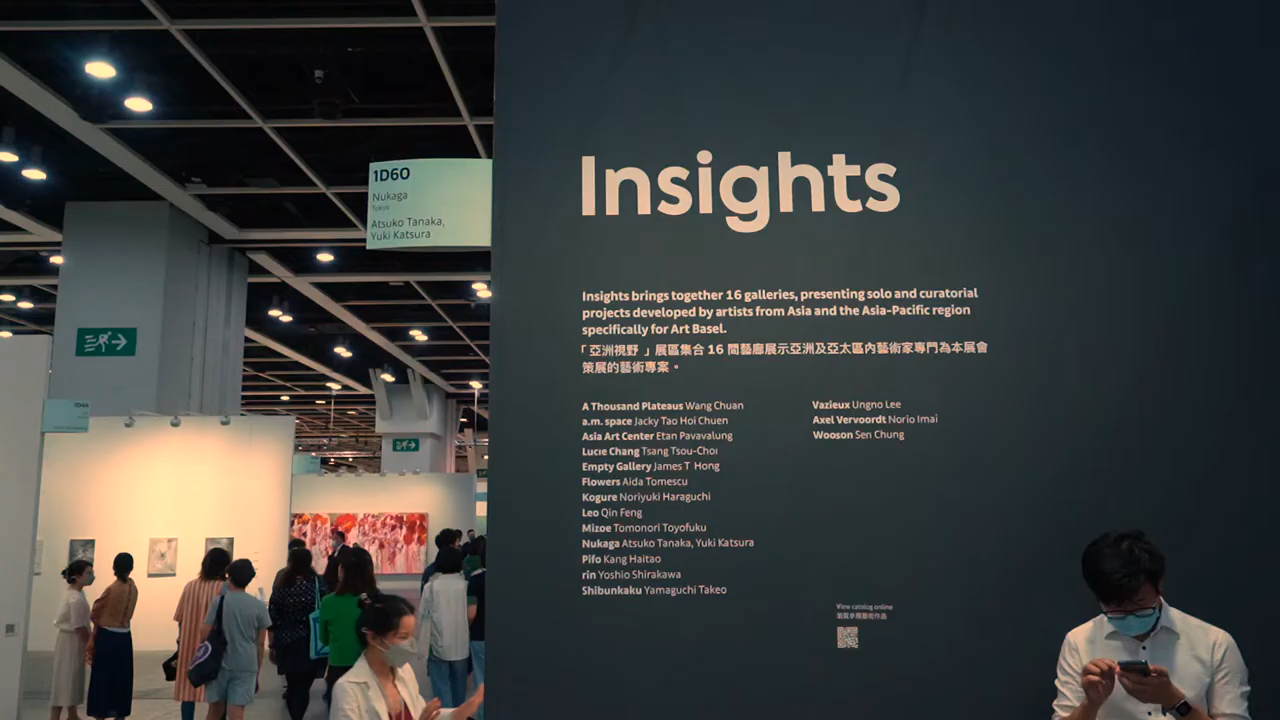 1D60
Nukaga
Tokyo
Atsuko Tanaka,
Yuki Katsura
Insights
Insights brings together 16 galleries, presenting solo and curatorial
projects developed by artists from Asia and the Asia-Pacific region
specifically for Art Basel.
「亞洲視野」展區集合 16 間藝廊展示亞洲及亞太區內藝術家專門為本展會
策展的藝術專案。
A Thousand Plateaus Wang Chuan
a.m. space Jacky Tao Hoi Chuen
Asia Art Center Etan Pavavalung
Lucie Chang Tsang Tsou-Choi
Empty Gallery James T Hong
Flowers Aida Tomescu
Kogure Noriyuki Haraguchi
Leo Qin Feng
Mizoe Tomonori Toyofuku
Nukaga Atsuko Tanaka, Yuki Katsura
Pifo Kang Haitao
rin Yoshio Shirakawa
Shibunkaku Yamaguchi Takeo
Vazieux Ungno Lee
Axel Vervoordt Norio Imai
Wooson Sen Chung
View catalog online